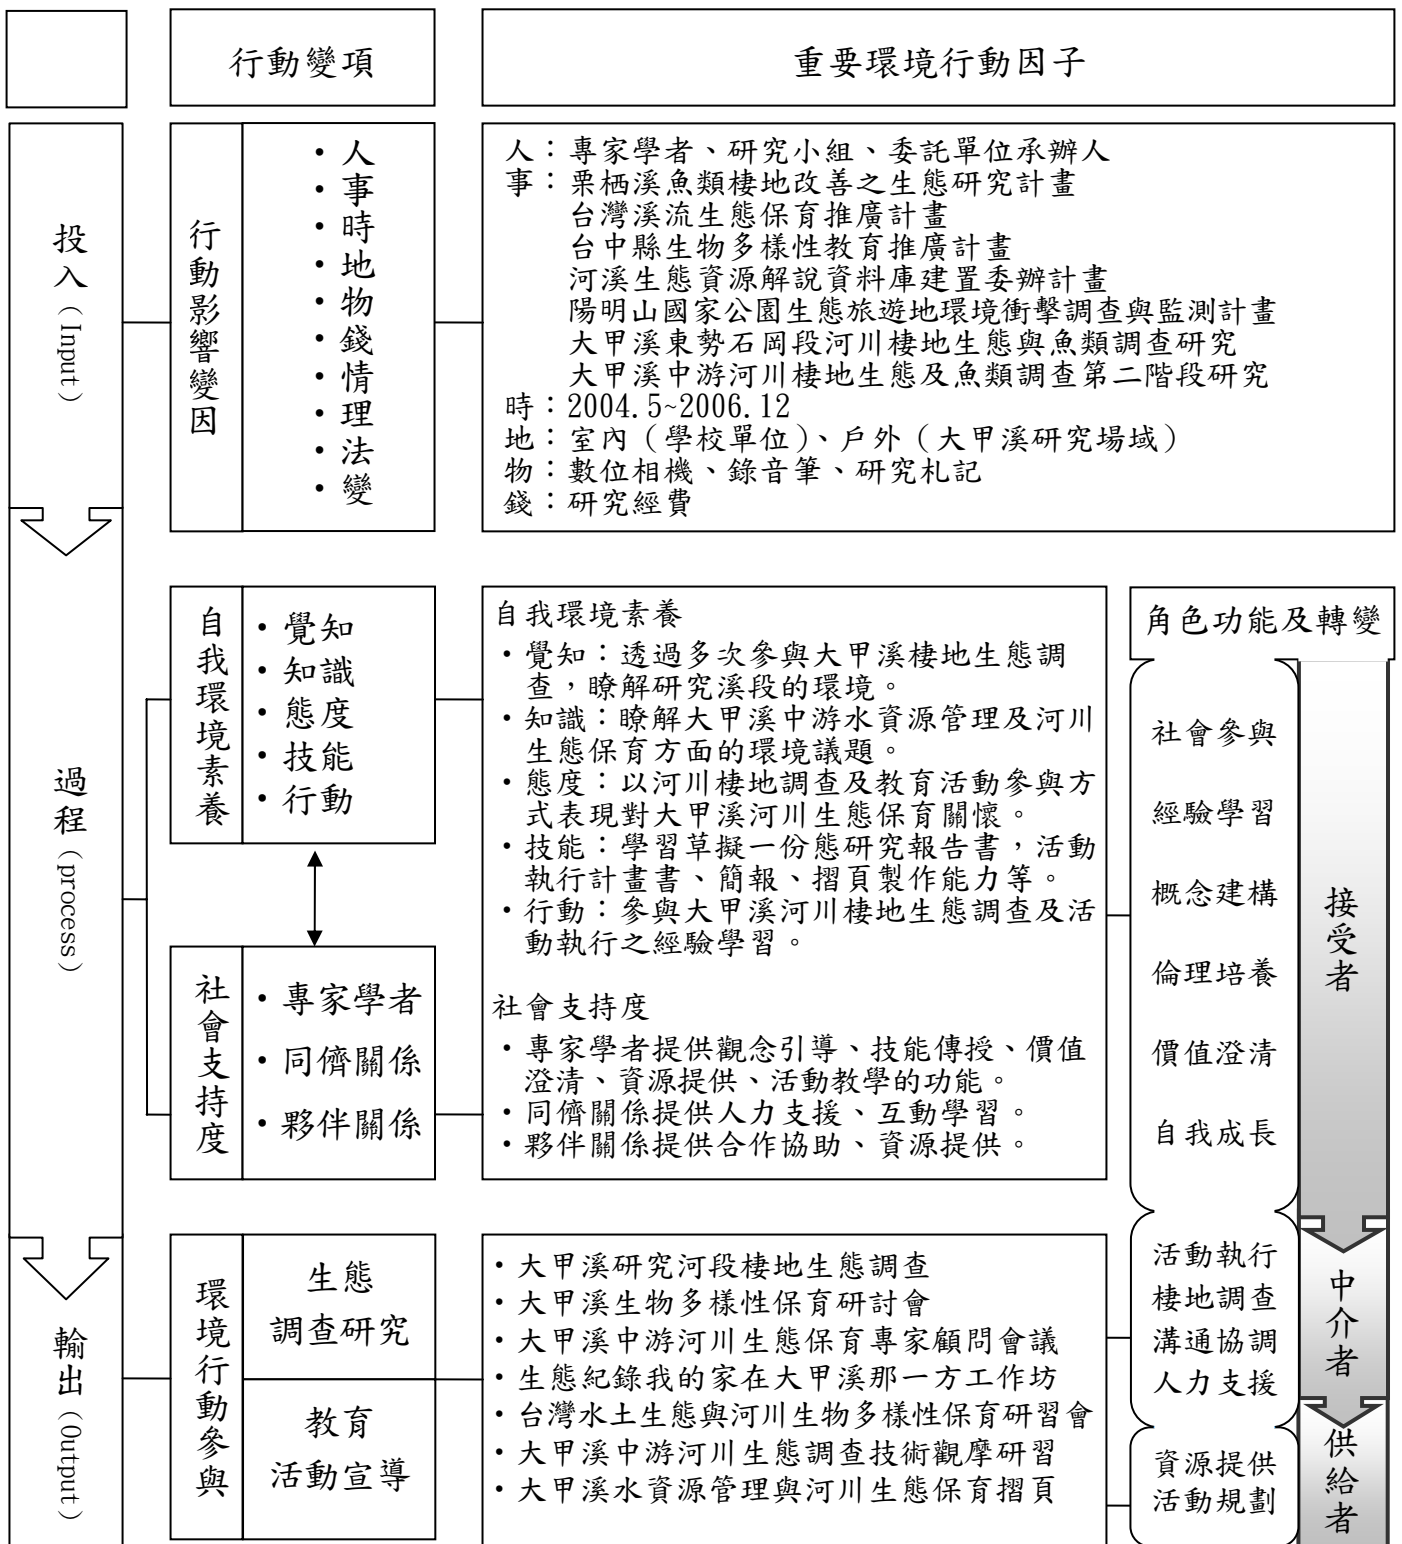 行動變項
重要環境行動因子
投入(Input)
行動影響變因
・人
・事
・時
・地
・物
・錢
・情
・理
・法
・變
人：專家學者、研究小組、委託單位承辦人
事：栗栖溪魚類棲地改善之生態研究計畫
台灣溪流生態保育推廣計畫
台中縣生物多樣性教育推廣計畫
河溪生態資源解說資料庫建置委辦計畫
陽明山國家公園生態旅遊地環境衝擊調查與監測計畫
大甲溪東勢石岡段河川棲地生態與魚類調查研究
大甲溪中游河川棲地生態及魚類調查第二階段研究
時：2004.5~2006.12
地：室內（學校單位）、戶外（大甲溪研究場域）
物：數位相機、錄音筆、研究札記
錢：研究經費
過程(process)
自我環境素養
・覺知
・知識
・態度
・技能
・行動
社會支持度
・專家學者
・同儕關係
・夥伴關係
自我環境素養
・覺知：透過多次參與大甲溪棲地生態調
查，瞭解研究溪段的環境。
・知識：瞭解大甲溪中游水資源管理及河川
生態保育方面的環境議題。
・態度：以河川棲地調查及教育活動參與方
式表現對大甲溪河川生態保育關懷。
・技能：學習草擬一份態研究報告書，活動
執行計畫書、簡報、摺頁製作能力等。
・行動：參與大甲溪河川棲地生態調查及活
動執行之經驗學習。
社會支持度
・專家學者提供觀念引導、技能傳授、價值
澄清、資源提供、活動教學的功能。
・同儕關係提供人力支援、互動學習。
・夥伴關係提供合作協助、資源提供。
角色功能及轉變
社會參與
經驗學習
概念建構
倫理培養
價值澄清
自我成長
接受者
輸出(Output)
環境行動參與
生態
調查研究
教育
活動宣導
・大甲溪研究河段棲地生態調查
・大甲溪生物多樣性保育研討會
・大甲溪中游河川生態保育專家顧問會議
・生態紀錄我的家在大甲溪那一方工作坊
・台灣水土生態與河川生物多樣性保育研習會
・大甲溪中游河川生態調查技術觀摩研習
・大甲溪水資源管理與河川生態保育摺頁
活動執行
棲地調查
溝通協調
人力支援
中介者
資源提供
活動規劃
供給者